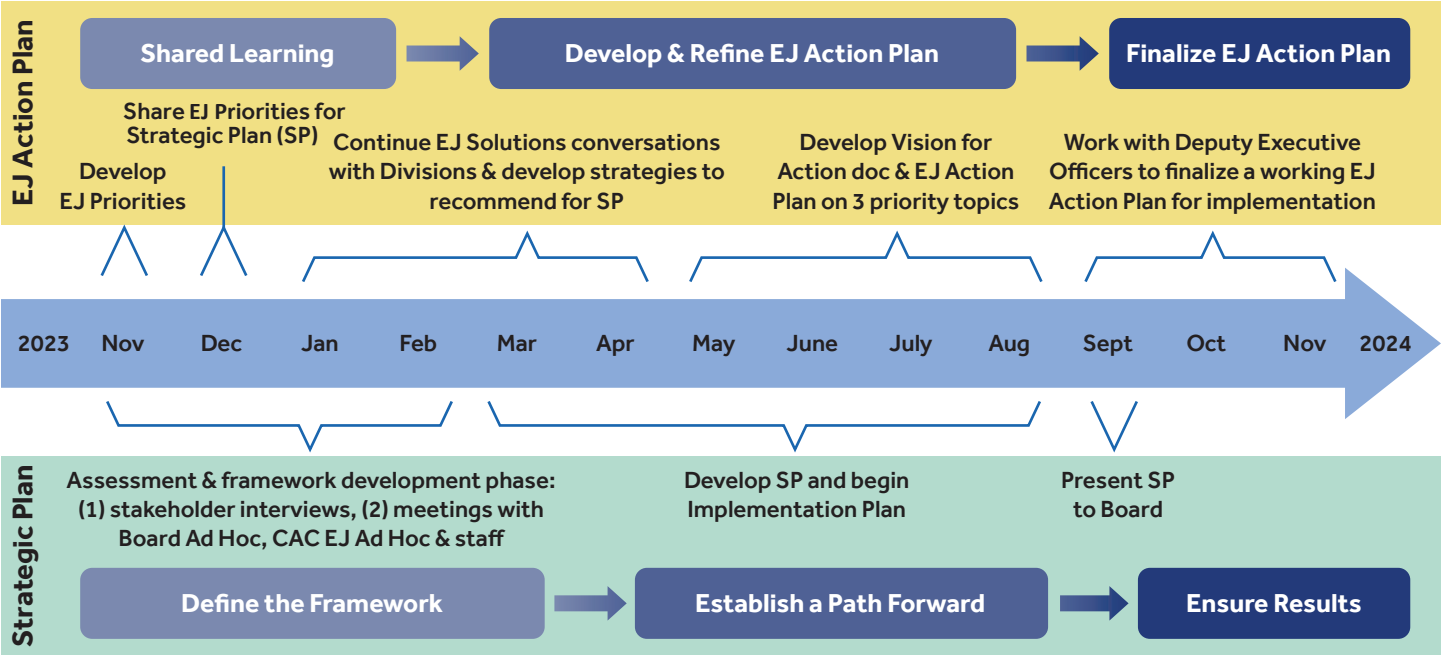 EJ Action Plan
Shared Learning
Develop & Refine EJ Action Plan
Finalize EJ Action Plan
Share EJ Priorities for
Strategic Plan (SP)
Develop
EJ Priorities
Continue EJ Solutions conversations
with Divisions & develop strategies to
recommend for SP
Develop Vision for
Action doc & EJ Action
Plan on 3 priority topics
Work with Deputy Executive
Officers to finalize a working EJ
Action Plan for implementation
2023 Nov Dec Jan Feb Mar Apr May June July Aug Sept Oct Nov 2024
Strategic Plan
Assessment & framework development phase:
(1) stakeholder interviews, (2) meetings with
Board Ad Hoc, CAC EJ Ad Hoc & staff
Develop SP and begin
Implementation Plan
Present SP
to Board
Define the Framework
Establish a Path Forward
Ensure Results